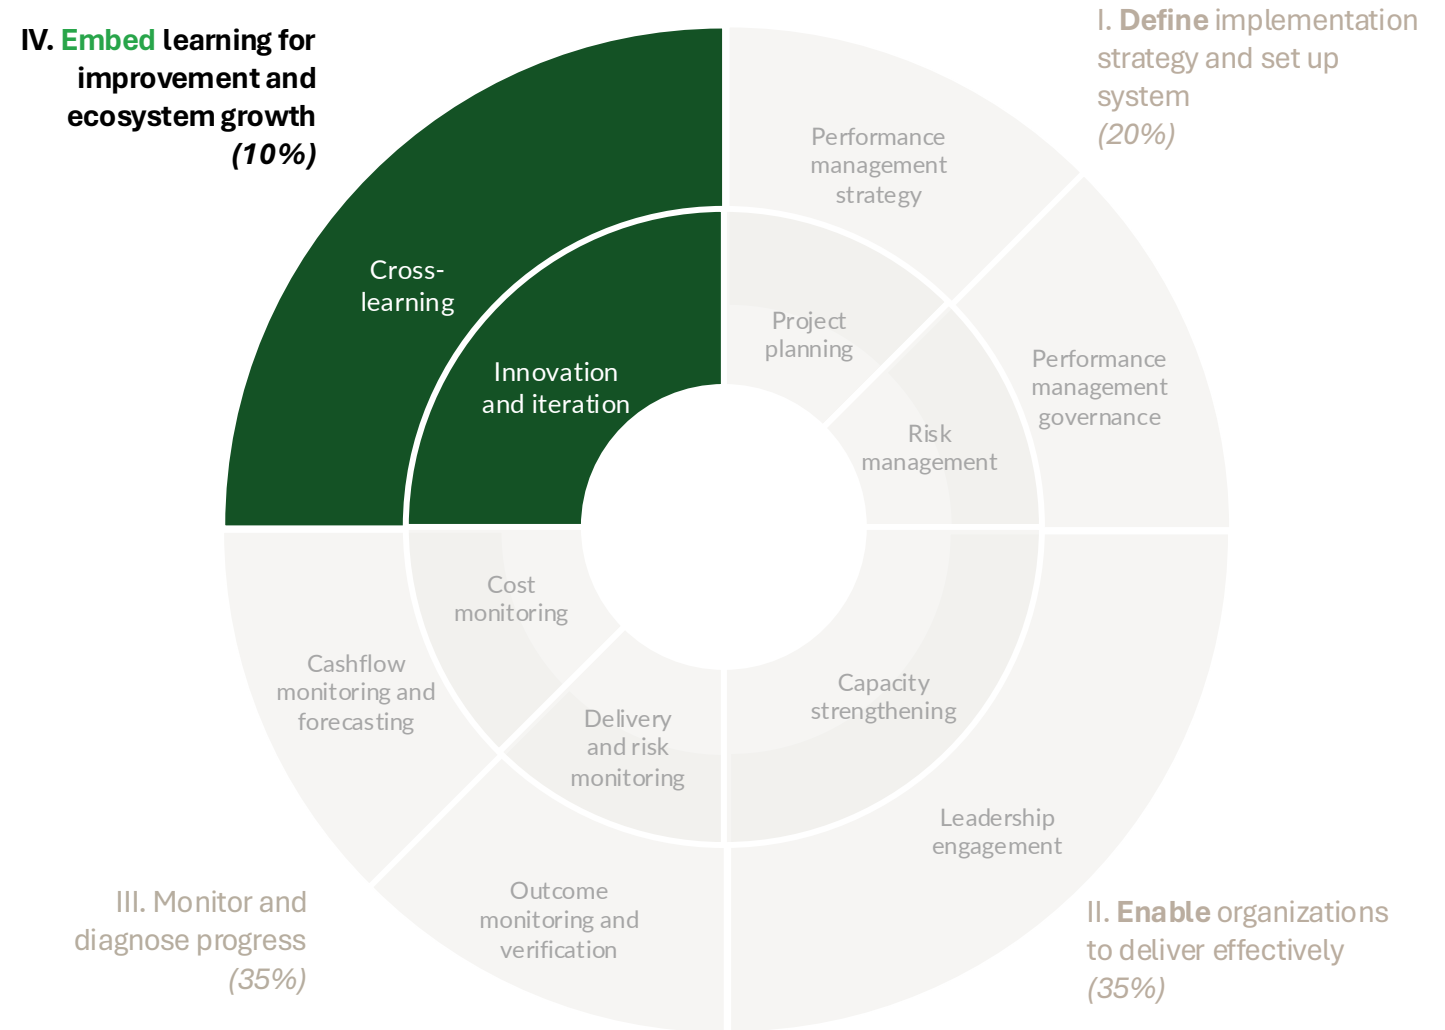 IV. Embed learning for
improvement and
ecosystem growth
(10%)
I. Define implementation
strategy and set up
system
(20%)
Performance
management
strategy
Cross-
learning
Innovation
and iteration
Project
planning
Performance
management
governance
Risk
management
Cost
monitoring
Cashflow
monitoring and
forecasting
Delivery
and risk
monitoring
Capacity
strengthening
Leadership
engagement
Outcome
monitoring and
verification
III. Monitor and
diagnose progress
(35%)
II. Enable organizations
to deliver effectively
(35%)